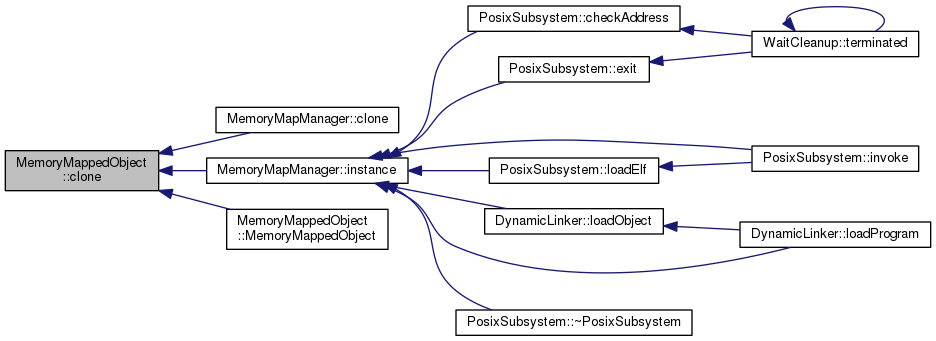 PosixSubsystem::checkAddress
WaitCleanup::terminated
PosixSubsystem::exit
MemoryMapManager::clone
MemoryMappedObject
::clone
MemoryMapManager::instance
PosixSubsystem::invoke
PosixSubsystem::loadElf
MemoryMappedObject
::MemoryMappedObject
DynamicLinker::loadObject
DynamicLinker::loadProgram
PosixSubsystem::~PosixSubsystem